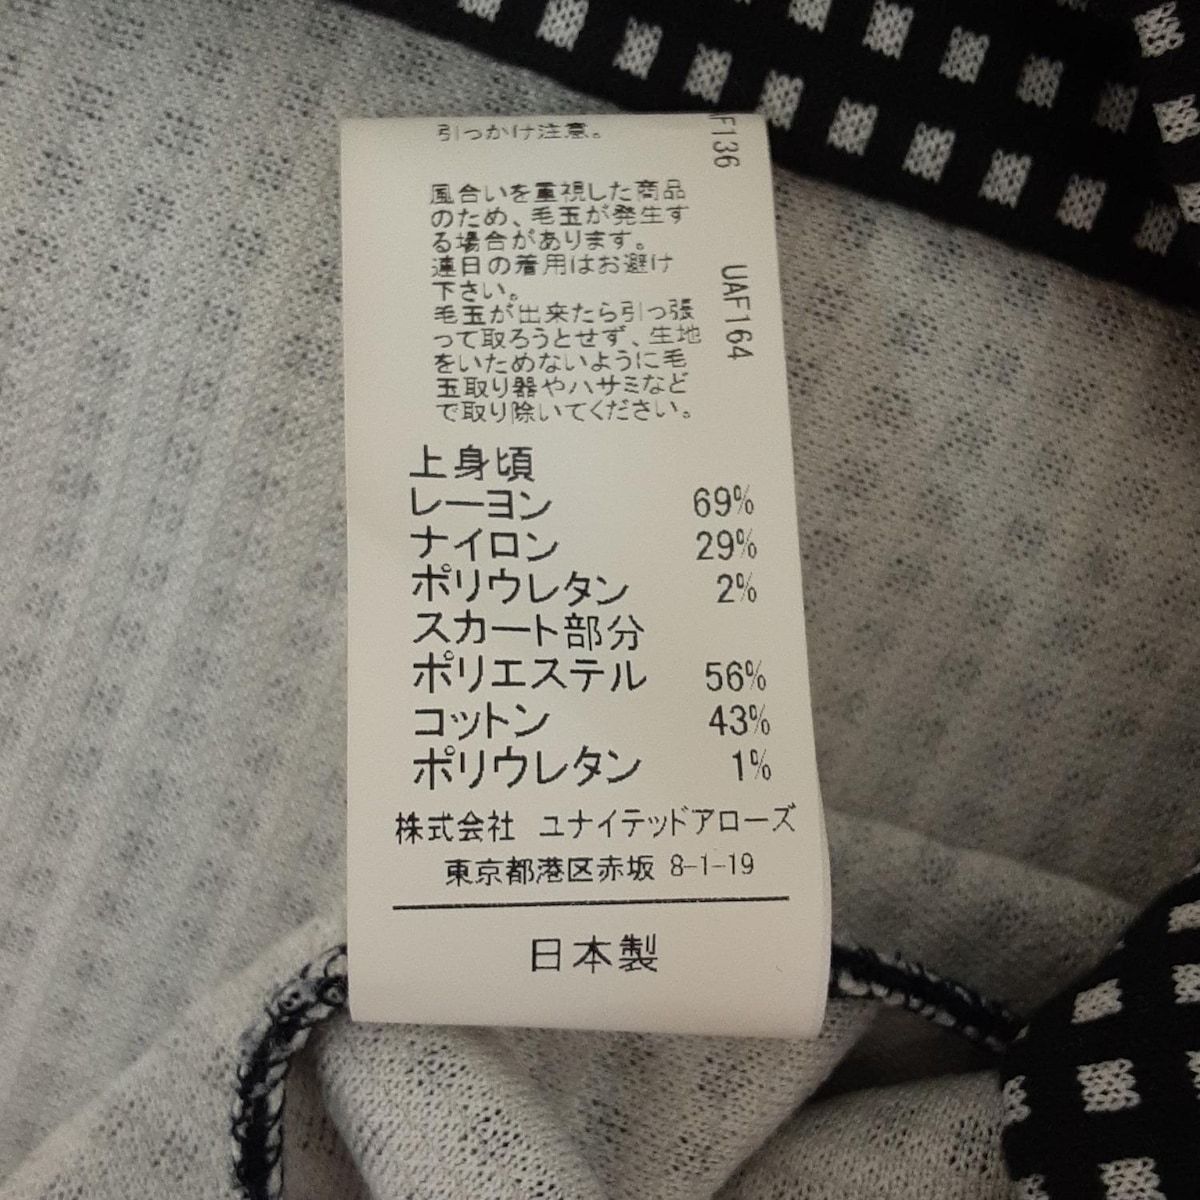 引っかけ注意。
風合いを重視した商品
のため、毛玉が発生す
る場合があります。
連日の着用はお避け
下さい。
毛玉が出来たら引っ張
って取ろうとせず、生地
をいためないように毛
玉取り器やハサミなど
で取り除いてください。
F136
UAF164
上身頃
レーヨン 69%
ナイロン 29%
ポリウレタン 2%
スカート部分
ポリエステル 56%
コットン 43%
ポリウレタン 1%
株式会社 ユナイテッドアローズ
東京都港区赤坂 8-1-19
日本製